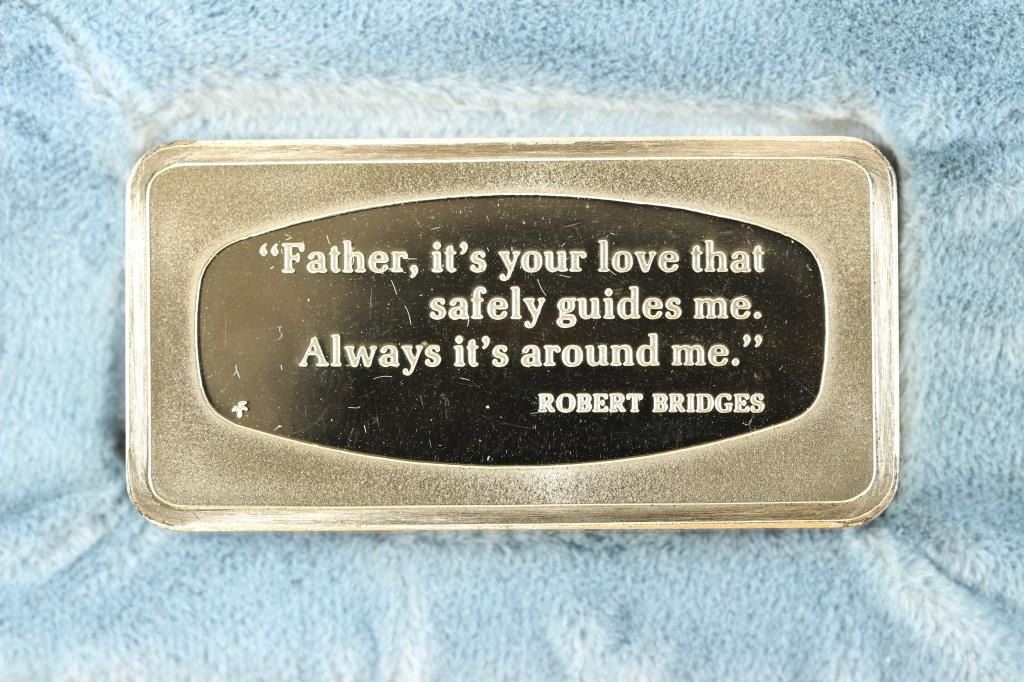 “Father, it’s your love that
safely guides me.
Always it’s around me.”
ROBERT BRIDGES